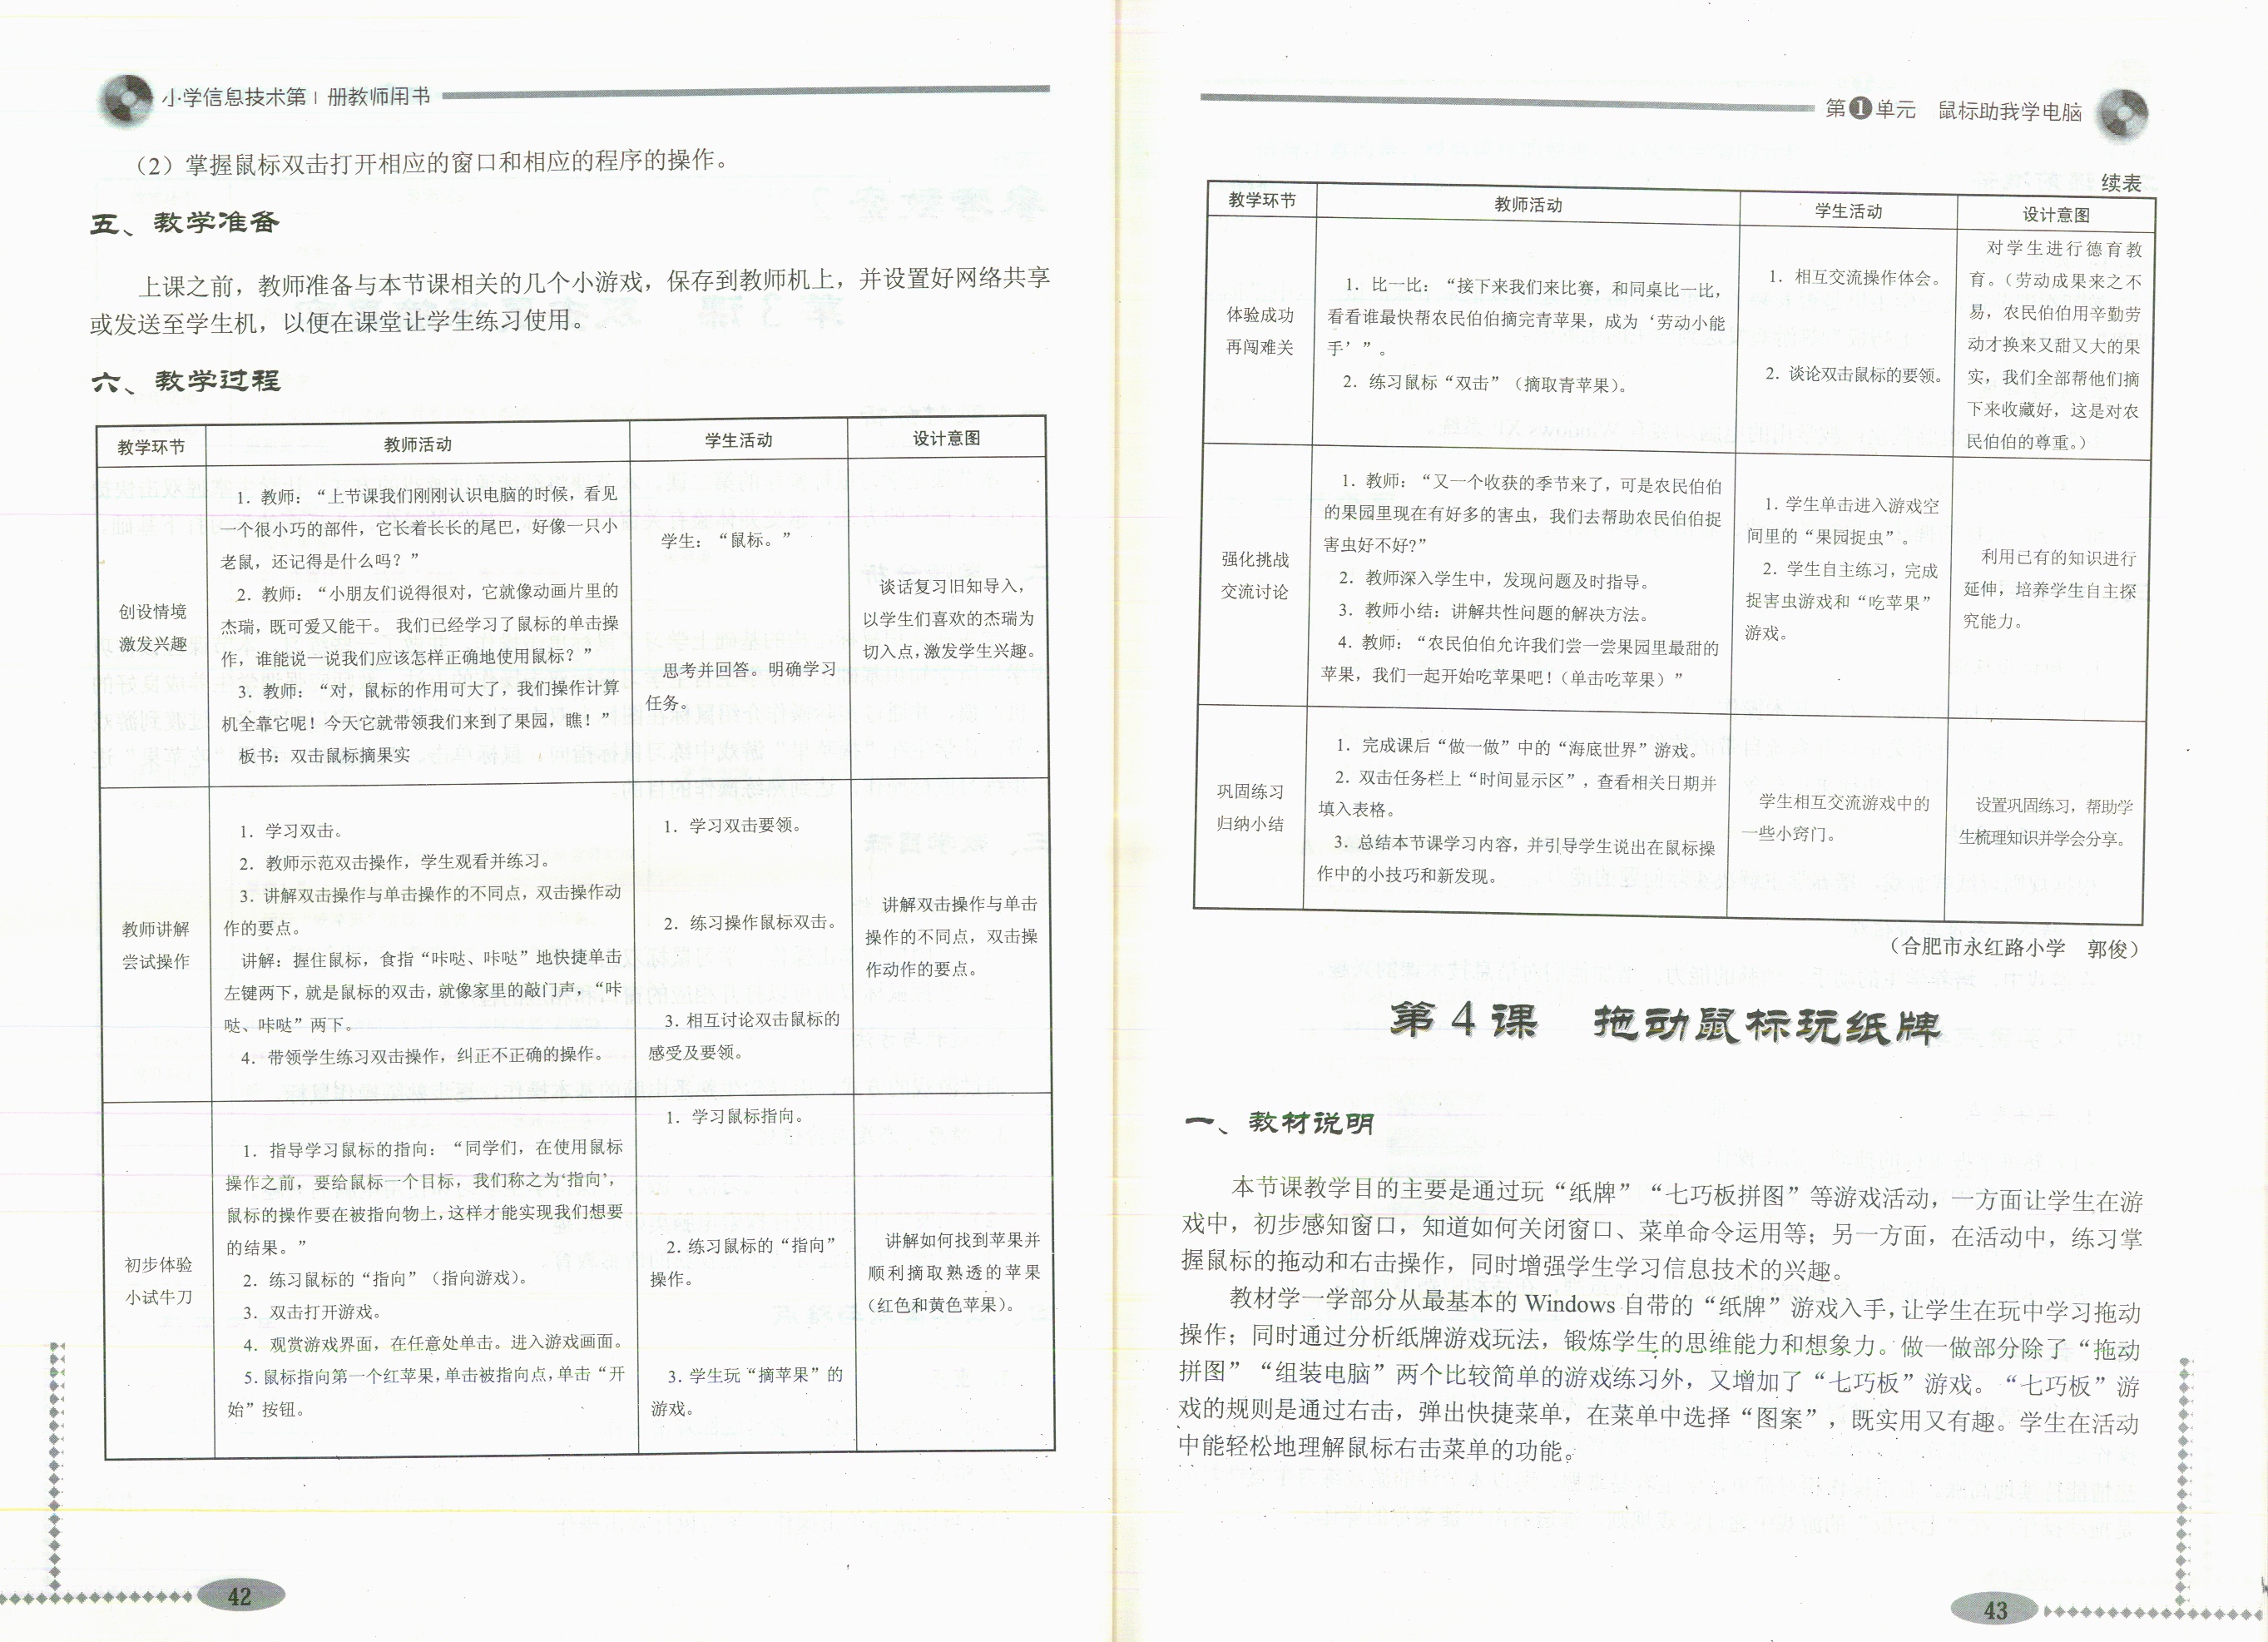 小学信息技术第1册教师用书
（2）掌握鼠标双击打开相应的窗口和相应的程序的操作。
五、教学准备
上课之前，教师准备与本节课相关的几个小游戏，保存到教师机上，并设置好网络共享
或发送至学生机，以便在课堂让学生练习使用。
六、教学过程
教学环节 教师活动 学生活动 设计意图
创设情境
激发兴趣
1. 教师：“上节课我们刚刚认识电脑的时候，看见
一个很小巧的部件，它长着长长的尾巴，好像一只小
老鼠，还记得是什么吗？”
2. 教师：“小朋友们说得很对，它就像动画片里的
杰瑞，既可爱又能干。 我们已经学习了鼠标的单击操
作，谁能说一说我们应该怎样正确地使用鼠标？”
3. 教师：“对，鼠标的作用可大了，我们操作计算
机全靠它呢！今天它就带领我们来到了果园，瞧！”
板书：双击鼠标摘果实
学生：“鼠标。”
思考并回答。明确学习
任务。
谈话复习旧知导入，
以学生们喜欢的杰瑞为
切入点，激发学生兴趣。
教师讲解
尝试操作
1. 学习双击。
2. 教师示范双击操作，学生观看并练习。
3. 讲解双击操作与单击操作的不同点，双击操作动
作的要点。
讲解：握住鼠标，食指“咔哒、咔哒”地快捷单击
左键两下，就是鼠标的双击，就像家里的敲门声，“咔
哒、咔哒”两下。
4. 带领学生练习双击操作，纠正不正确的操作。
1. 学习双击要领。
2. 练习操作鼠标双击。
3. 相互讨论双击鼠标的
感受及要领。
讲解双击操作与单击
操作的不同点，双击操
作动作的要点。
初步体验
小试牛刀
1. 指导学习鼠标的指向：“同学们，在使用鼠标
操作之前，要给鼠标一个目标，我们称之为‘指向’，
鼠标的操作要在被指向物上，这样才能实现我们想要
的结果。”
2. 练习鼠标的“指向”（指向游戏）。
3. 双击打开游戏。
4. 观赏游戏界面，在任意处单击。进入游戏画面。
5. 鼠标指向第一个红苹果，单击被指向点，单击“开
始”按钮。
1. 学习鼠标指向。
2. 练习鼠标的“指向”
操作。
3. 学生玩“摘苹果”的
游戏。
讲解如何找到苹果并
顺利摘取熟透的苹果
（红色和黄色苹果）。
42
第1单元 鼠标助我学电脑
续表
教学环节 教师活动 学生活动 设计意图
体验成功
再闯难关
1. 比一比：“接下来我们来比赛，和同桌比一比，
看看谁最快帮农民伯伯摘完青苹果，成为‘劳动小能
手’”。
2. 练习鼠标“双击”（摘取青苹果）。
1. 相互交流操作体会。
2. 谈论双击鼠标的要领。
对学生进行德育教
育。（劳动成果来之不
易，农民伯伯用辛勤劳
动才换来又甜又大的果
实，我们全部帮他们摘
下来收藏好，这是对农
民伯伯的尊重。）
强化挑战
交流讨论
1. 教师：“又一个收获的季节来了，可是农民伯伯
的果园里现在有好多的害虫，我们去帮助农民伯伯捉
害虫好不好？”
2. 教师深入学生中，发现问题及时指导。
3. 教师小结：讲解共性问题的解决方法。
4. 教师：“农民伯伯允许我们尝一尝果园里最甜的
苹果，我们一起开始吃苹果吧！（单击吃苹果）”
1. 学生单击进入游戏空
间里的“果园捉虫”。
2. 学生自主练习，完成
捉害虫游戏和“吃苹果”
游戏。
利用已有的知识进行
延伸，培养学生自主探
究能力。
巩固练习
归纳小结
1. 完成课后“做一做”中的“海底世界”游戏。
2. 双击任务栏上“时间显示区”，查看相关日期并
填入表格。
3. 总结本节课学习内容，并引导学生说出在鼠标操
作中的小技巧和新发现。
学生相互交流游戏中的
一些小窍门。
设置巩固练习，帮助学
生梳理知识并学会分享。
（合肥市永红路小学 郭俊）
第4课 拖动鼠标玩纸牌
一、教材说明
本节课教学目的主要是通过玩“纸牌”“七巧板拼图”等游戏活动，一方面让学生在游
戏中，初步感知窗口，知道如何关闭窗口、菜单命令运用等；另一方面，在活动中，练习掌
握鼠标的拖动和右击操作，同时增强学生学习信息技术的兴趣。
教材学一学部分从最基本的 Windows 自带的“纸牌”游戏入手，让学生在玩中学习拖动
操作；同时通过分析纸牌游戏玩法，锻炼学生的思维能力和想象力。做一做部分除了“拖动
拼图”“组装电脑”两个比较简单的游戏练习外，又增加了“七巧板”游戏。“七巧板”游
戏的规则是通过右击，弹出快捷菜单，在菜单中选择“图案”，既实用又有趣。学生在活动
中能轻松地理解鼠标右击菜单的功能。
43